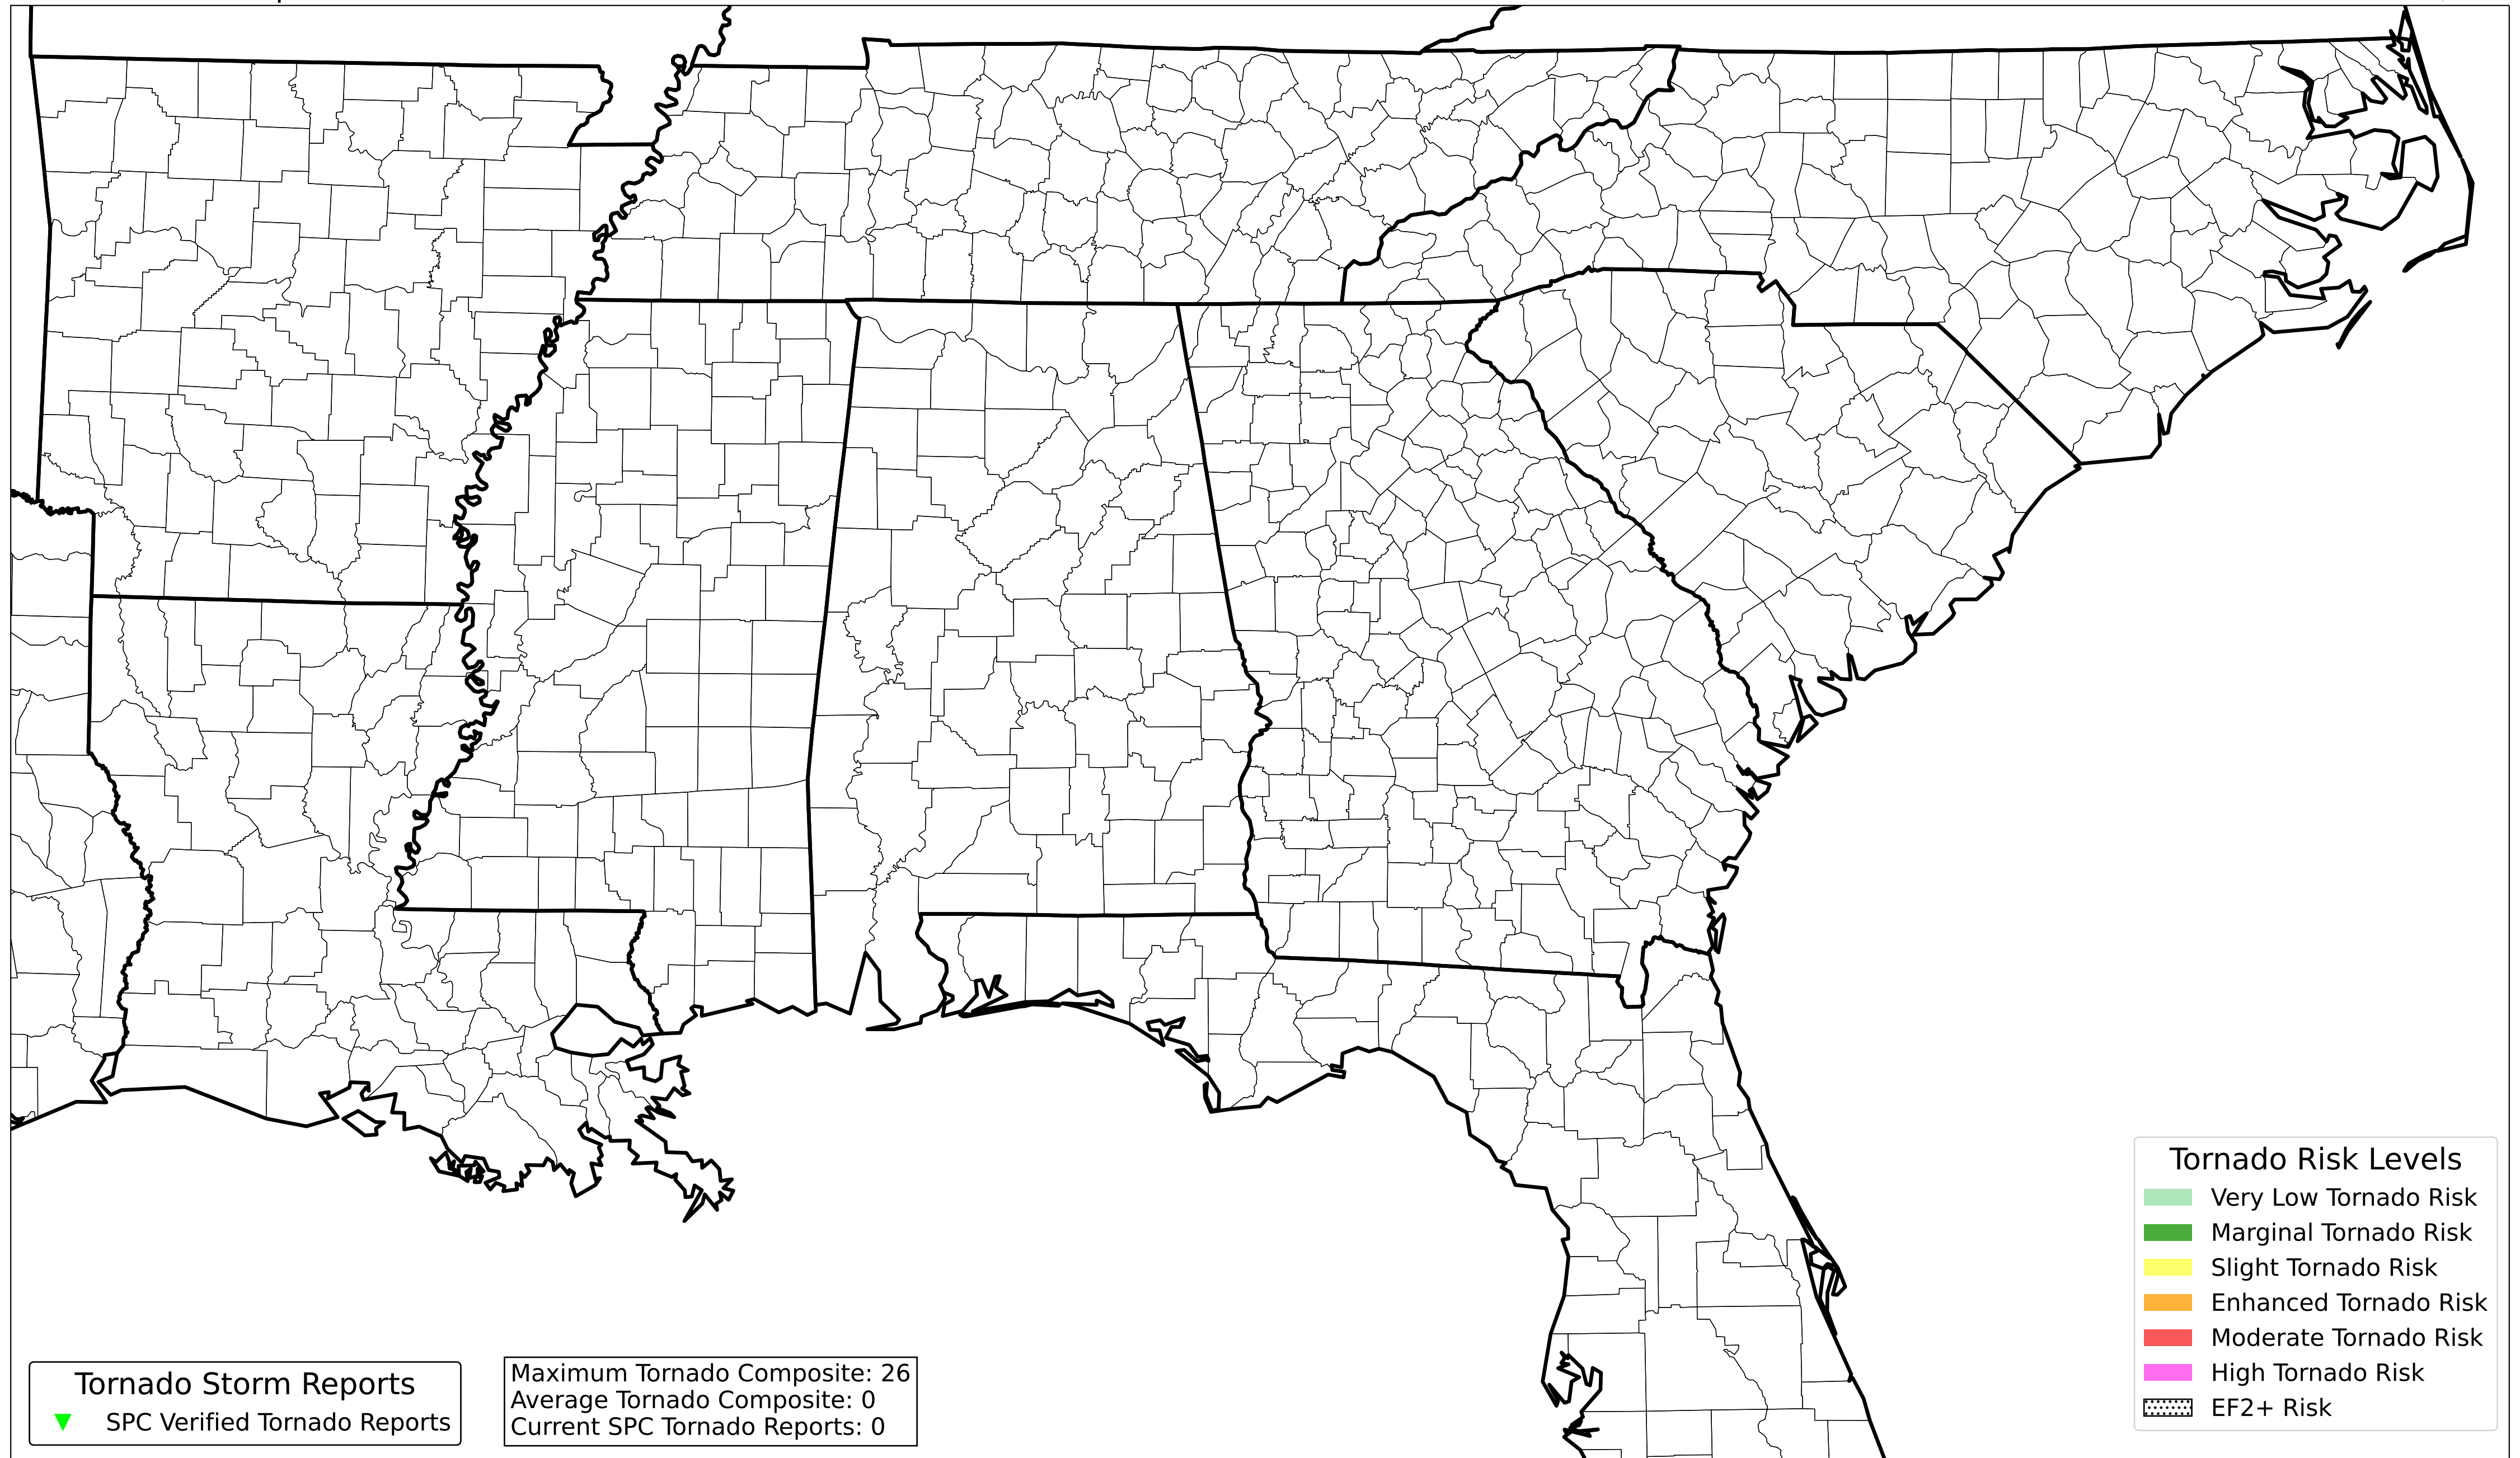 Tornado Risk Levels
Very Low Tornado Risk
Marginal Tornado Risk
Slight Tornado Risk
Enhanced Tornado Risk
Moderate Tornado Risk
High Tornado Risk
EF2+ Risk
Tornado Storm Reports
SPC Verified Tornado Reports
Maximum Tornado Composite: 26
Average Tornado Composite: 0
Current SPC Tornado Reports: 0